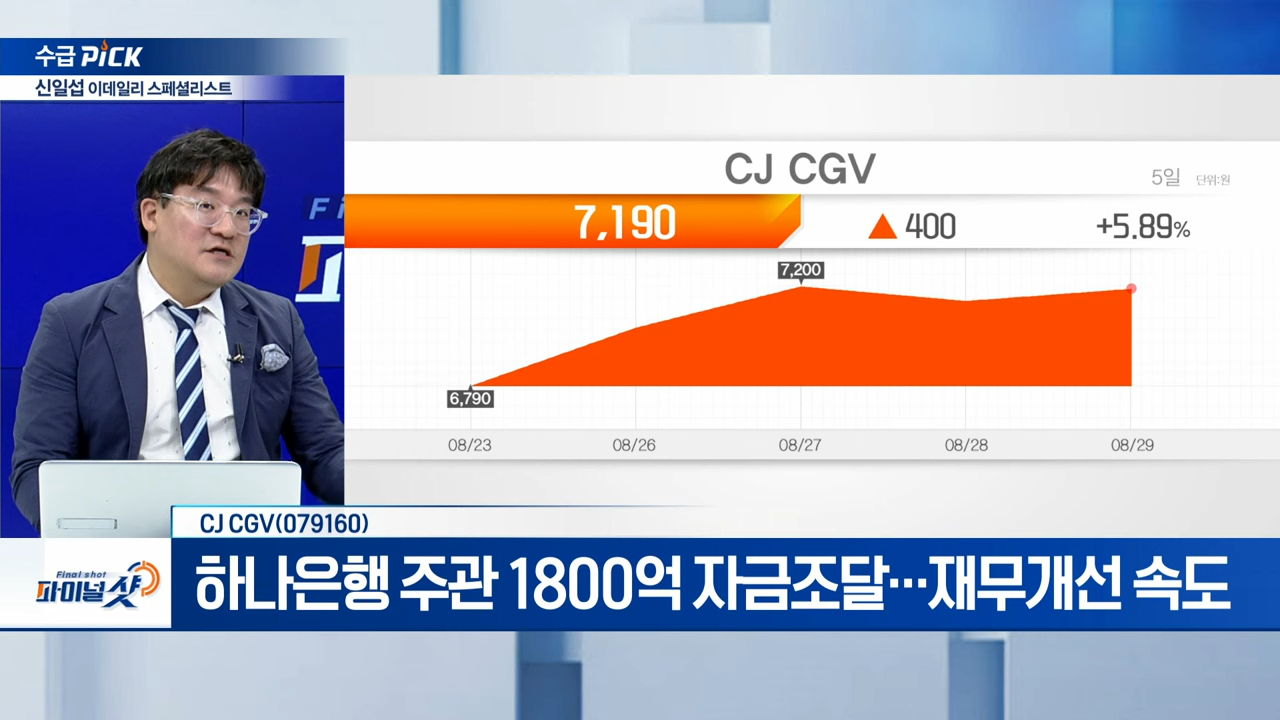 수급 PiCK
신일섭 이데일리 스페셜리스트
Fi
CJ CGV
5일 단위:원
7,190 ▲ 400 +5.89%
7,200
6,790
08/23 08/26 08/27 08/28 08/29
CJ CGV(079160)
Final shot
파이널샷
하나은행 주관 1800억 자금조달…재무개선 속도